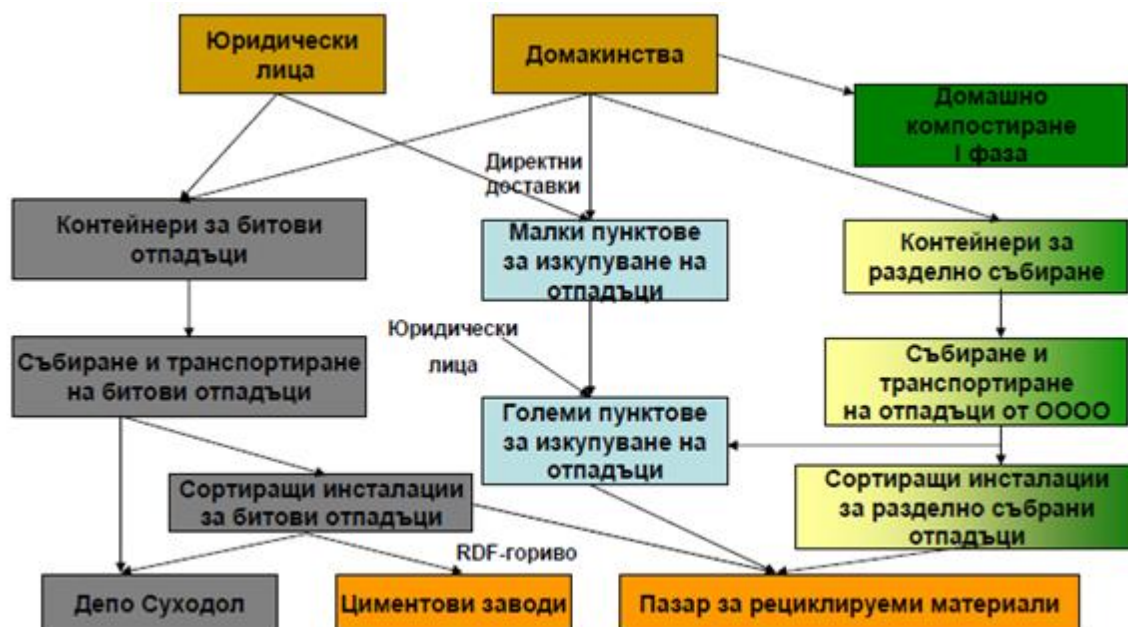 Юридически
лица
Домакинства
Домашно
компостиране
I фаза
Директни
доставки
Контейнери за битови
отпадъци
Малки пунктове
за изкупуване на
отпадъци
Контейнери за
разделно събиране
Юридически
лица
Събиране и транспортиране
на битови отпадъци
Събиране и
транспортиране
на отпадъци от ОООО
Големи пунктове
за изкупуване на
отпадъци
Сортиращи инсталации
за битови отпадъци
Сортиращи инсталации
за разделно събрани
отпадъци
RDF-гориво
Депо Суходол
Циментови заводи
Пазар за рециклируеми материали